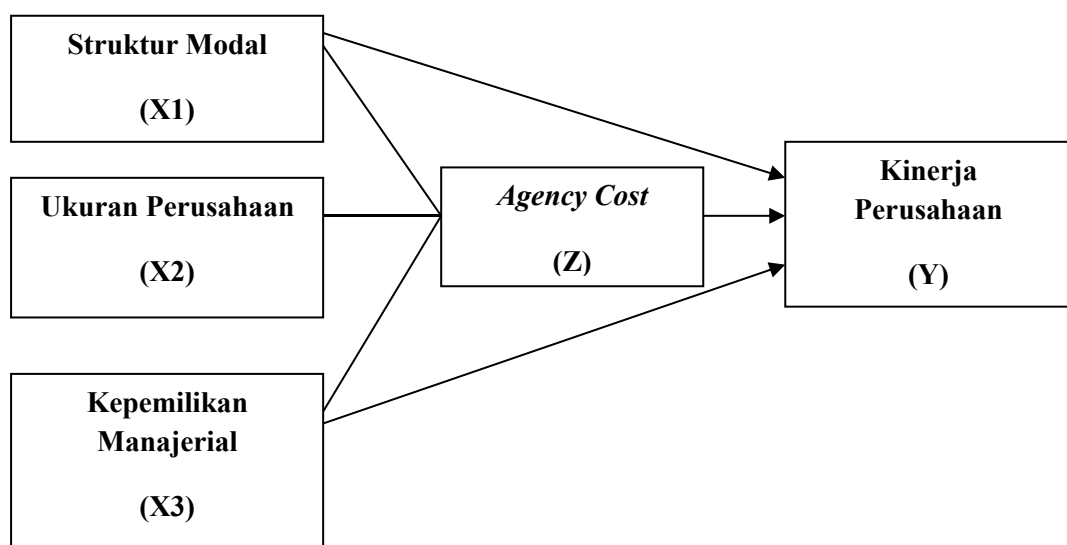 Struktur Modal
(X1)
Ukuran Perusahaan
(X2)
Kepemilikan
Manajerial
(X3)
Agency Cost
(Z)
Kinerja
Perusahaan
(Y)